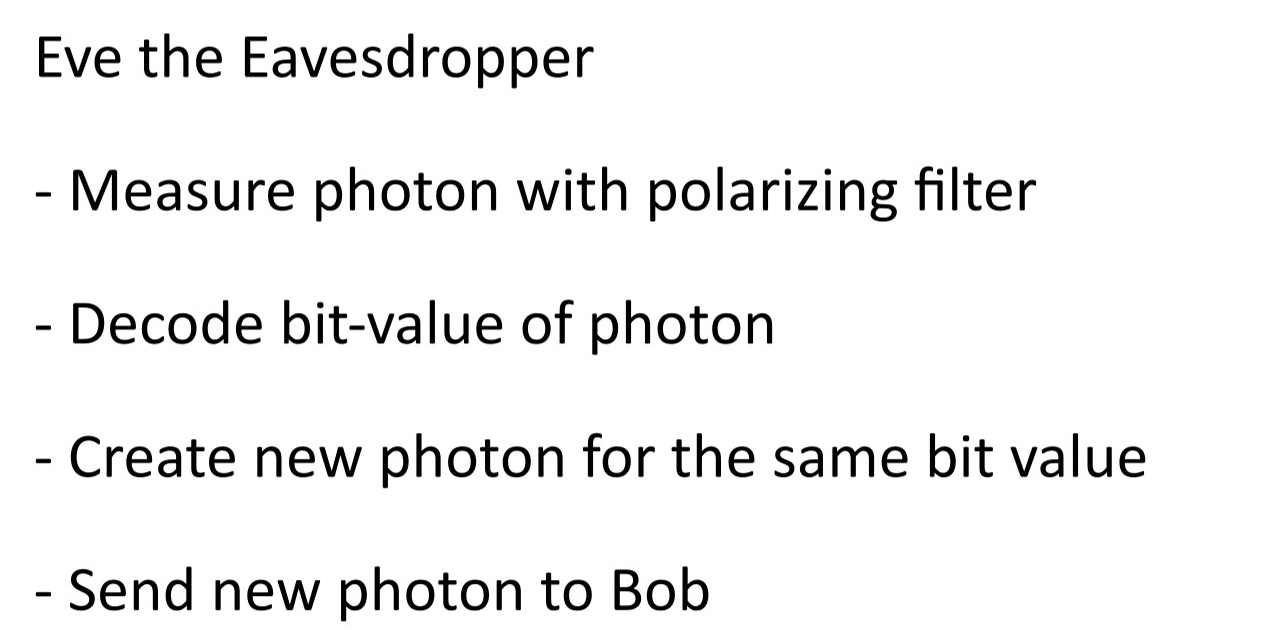 Eve the Eavesdropper
- Measure photon with polarizing filter
- Decode bit-value of photon
- Create new photon for the same bit value
- Send new photon to Bob